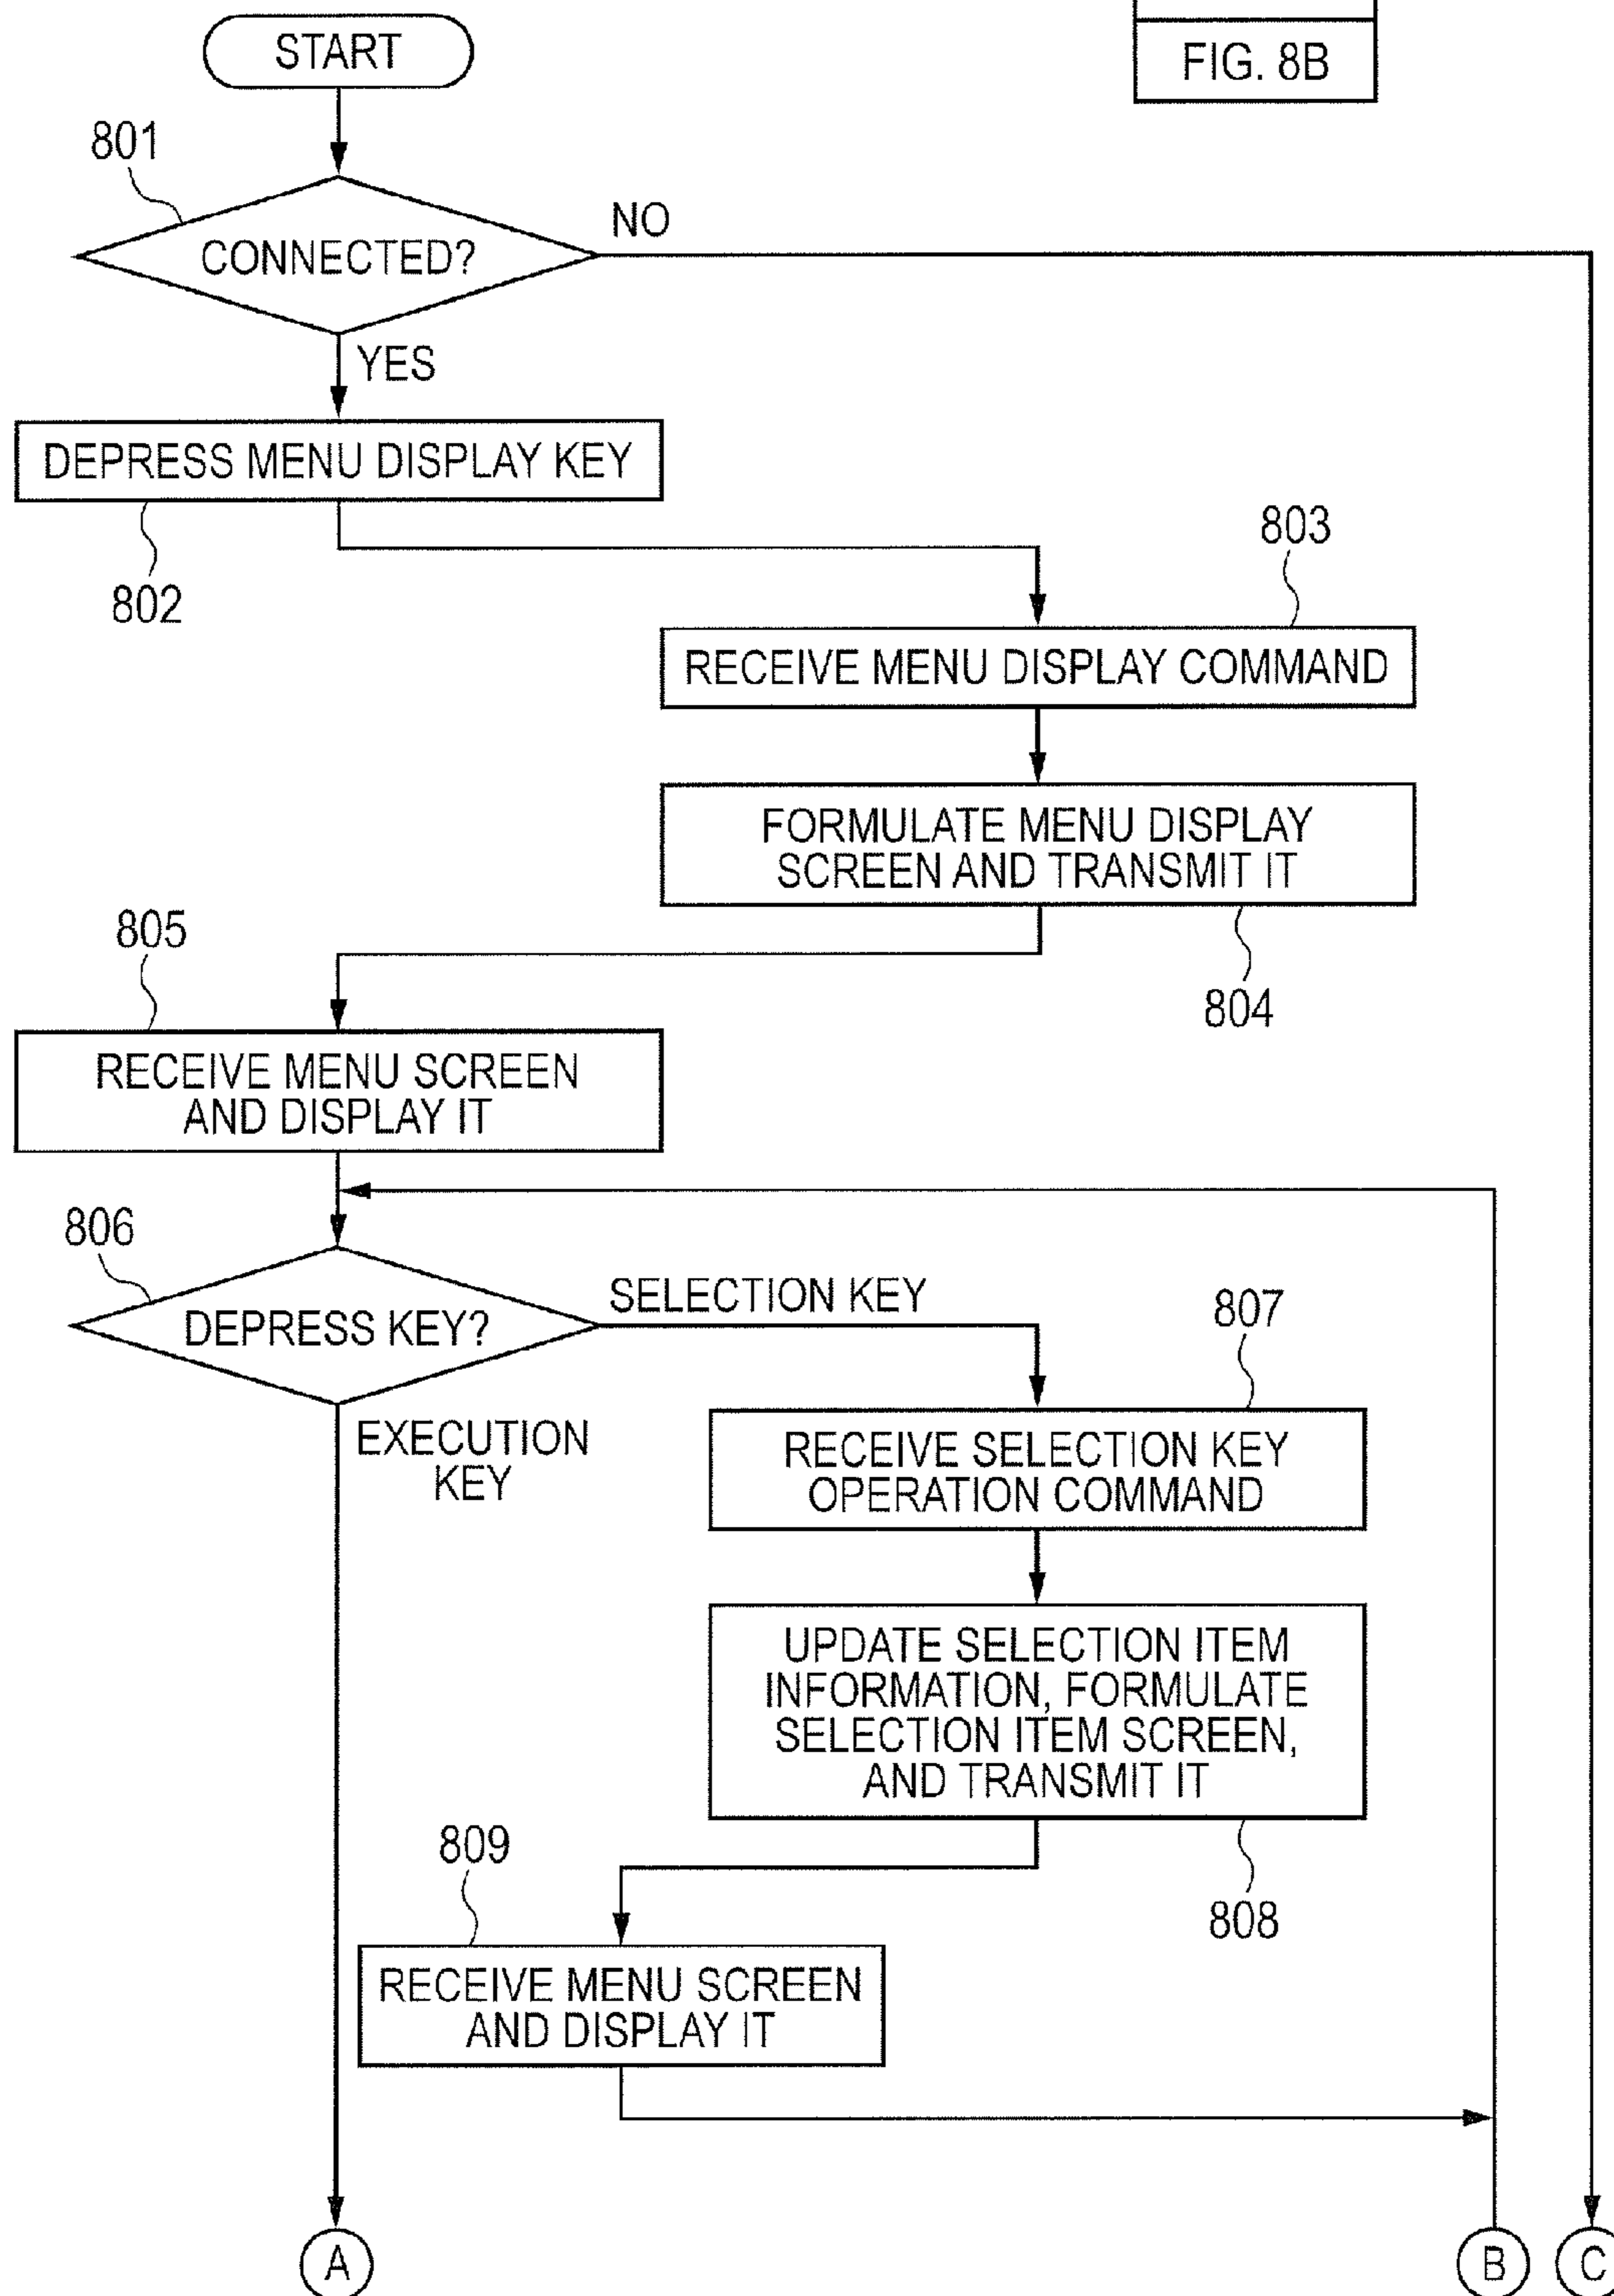 START
FIG. 8B
801
CONNECTED?
NO
YES
DEPRESS MENU DISPLAY KEY
802
803
RECEIVE MENU DISPLAY COMMAND
FORMULATE MENU DISPLAY
SCREEN AND TRANSMIT IT
804
805
RECEIVE MENU SCREEN
AND DISPLAY IT
806
DEPRESS KEY?
SELECTION KEY
EXECUTION
KEY
807
RECEIVE SELECTION KEY
OPERATION COMMAND
UPDATE SELECTION ITEM
INFORMATION, FORMULATE
SELECTION ITEM SCREEN,
AND TRANSMIT IT
808
809
RECEIVE MENU SCREEN
AND DISPLAY IT
A
B
C